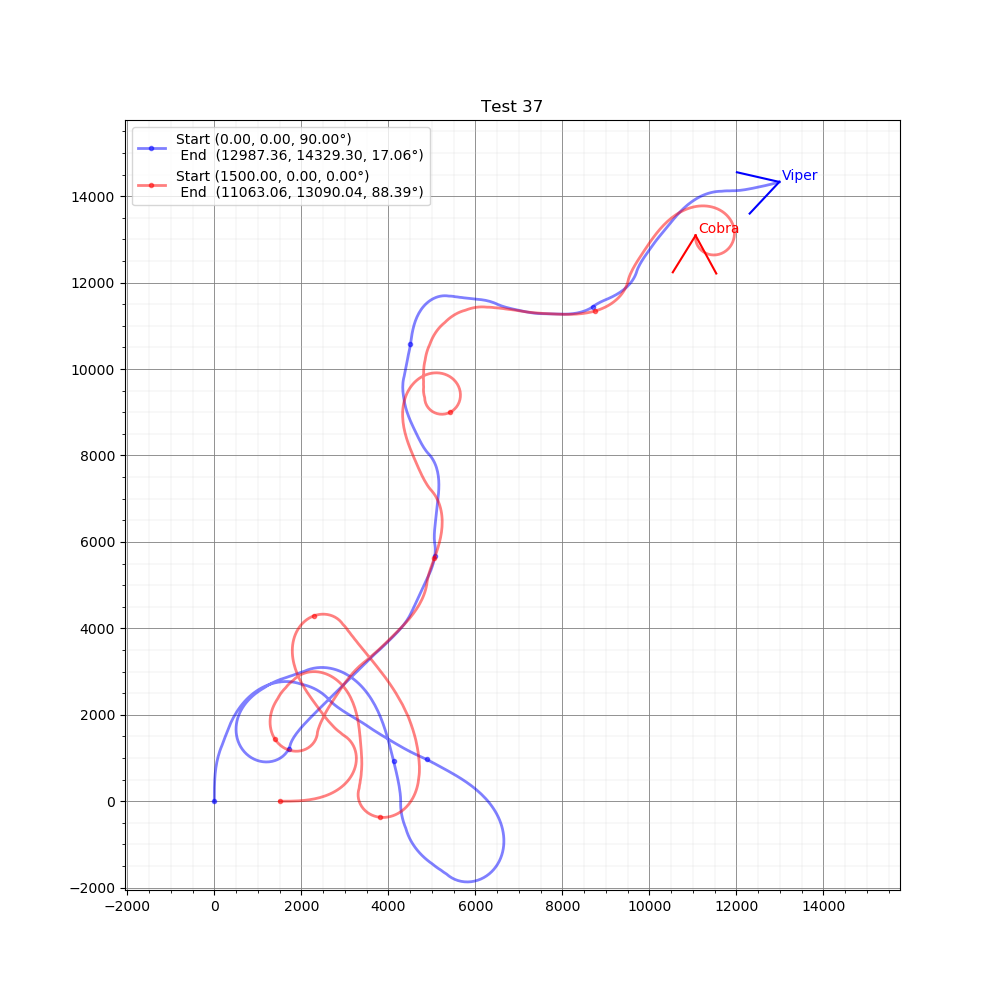 Test 37
Start (0.00, 0.00, 90.00°)
End (12987.36, 14329.30, 17.06°)
Start (1500.00, 0.00, 0.00°)
End (11063.06, 13090.04, 88.39°)
Viper
Cobra
14000
12000
10000
8000
6000
4000
2000
0
−2000
−2000 0 2000 4000 6000 8000 10000 12000 14000